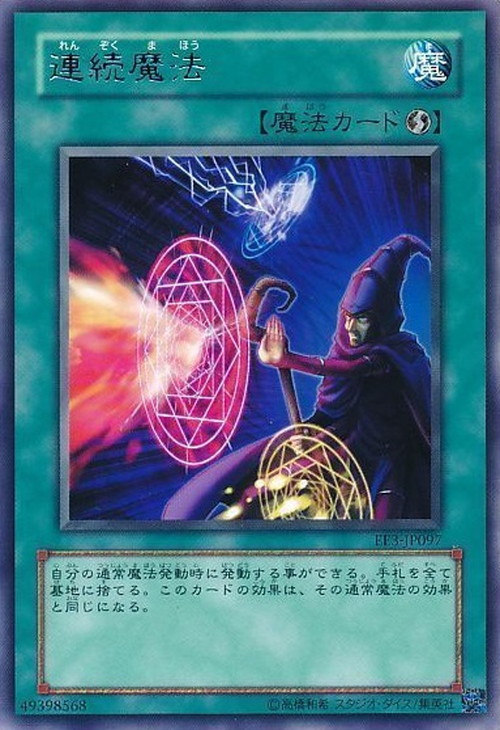 れんぞくまほう
連続魔法
魔
【魔法カード】
EE3-JP097
自分の通常魔法発動時に発動する事ができる。手札を全て
墓地に捨てる。このカードの効果は、その通常魔法の効果
と同じになる。
49398568
©高橋和希 スタジオ・ダイス/集英社